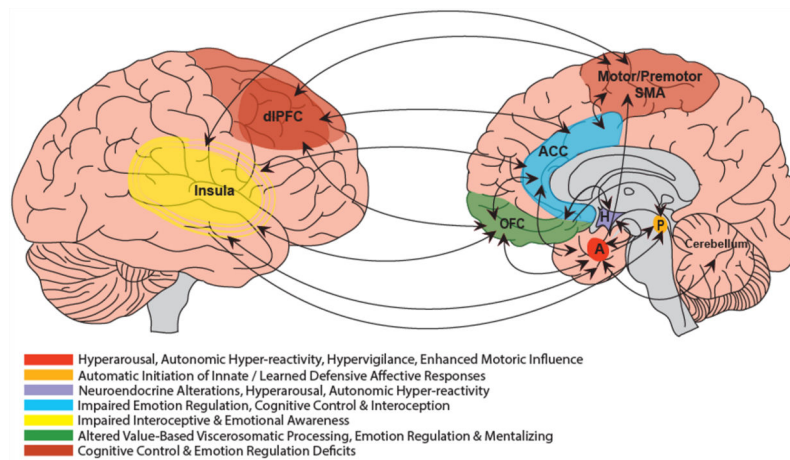 dlPFC
Insula
Motor/Premotor
SMA
ACC
OFC
H
P
A
Cerebellum
Hyperarousal, Autonomic Hyper-reactivity, Hypervigilance, Enhanced Motoric Influence
Automatic Initiation of Innate / Learned Defensive Affective Responses
Neuroendocrine Alterations, Hyperarousal, Autonomic Hyper-reactivity
Impaired Emotion Regulation, Cognitive Control & Interoception
Impaired Interoceptive & Emotional Awareness
Altered Value-Based Viscerosomatic Processing, Emotion Regulation & Mentalizing
Cognitive Control & Emotion Regulation Deficits